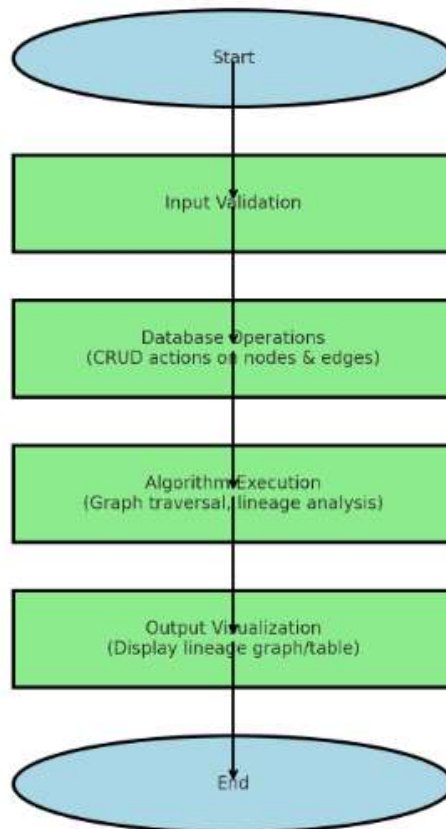 Start
Input Validation
Database Operations
(CRUD actions on nodes & edges)
Algorithm Execution
(Graph traversal, lineage analysis)
Output Visualization
(Display lineage graph/table)
End